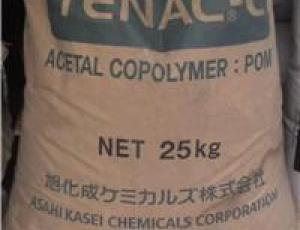 TENAC®-C
ACETAL COPOLYMER : POM
NET 25kg
旭化成ケミカルズ株式会社
ASAHI KASEI CHEMICALS CORPORATION